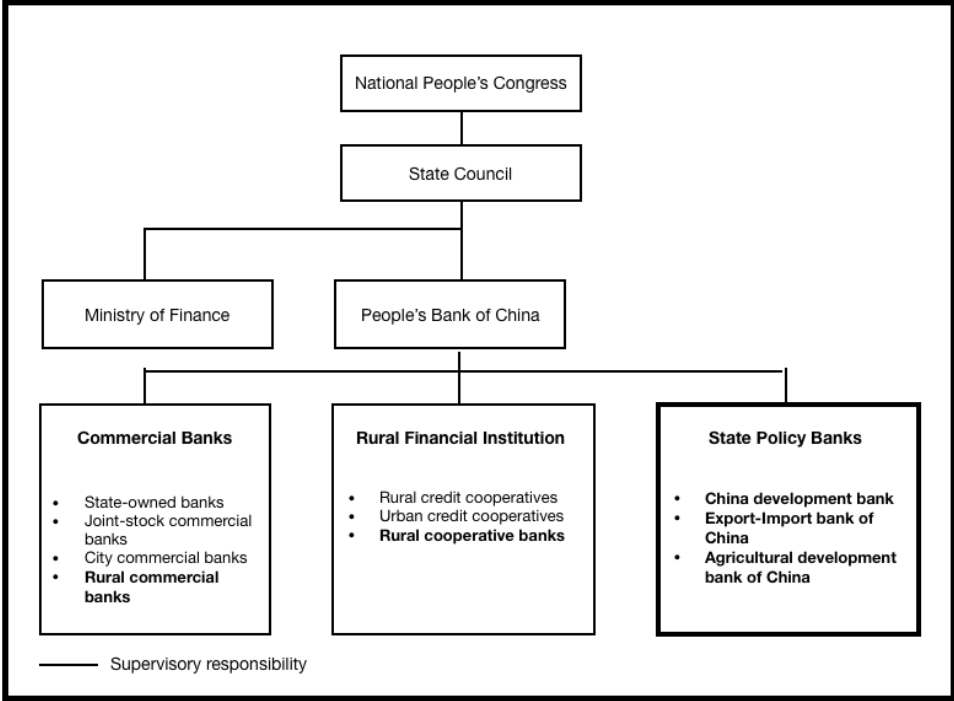 National People's Congress
State Council
Ministry of Finance
People's Bank of China
Commercial Banks
• State-owned banks
• Joint-stock commercial
banks
• City commercial banks
• Rural commercial
banks
Rural Financial Institution
• Rural credit cooperatives
• Urban credit cooperatives
• Rural cooperative banks
State Policy Banks
• China development bank
• Export-Import bank of
China
• Agricultural development
bank of China
Supervisory responsibility